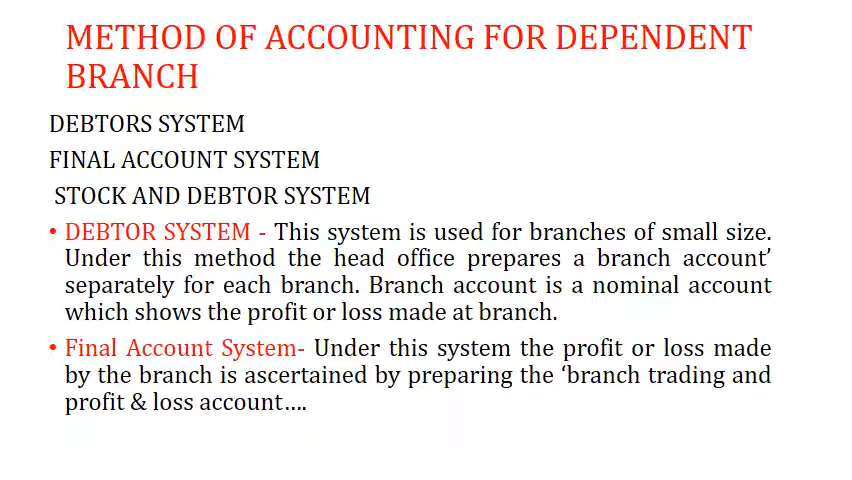 METHOD OF ACCOUNTING FOR DEPENDENT
BRANCH
DEBTORS SYSTEM
FINAL ACCOUNT SYSTEM
STOCK AND DEBTOR SYSTEM
• DEBTOR SYSTEM - This system is used for branches of small size.
Under this method the head office prepares a branch account’
separately for each branch. Branch account is a nominal account
which shows the profit or loss made at branch.
• Final Account System- Under this system the profit or loss made
by the branch is ascertained by preparing the ‘branch trading and
profit & loss account….